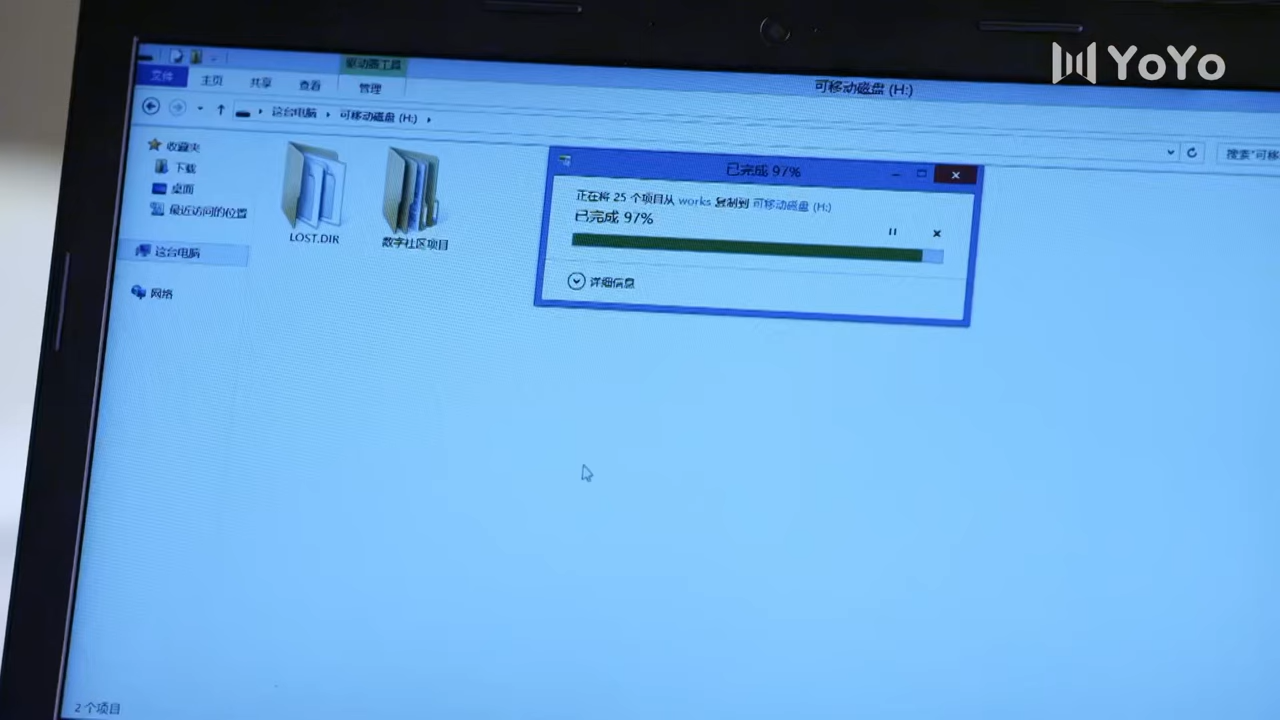 YoYo
驱动器工具
可移动磁盘 (H:)
文件 主页 共享 查看 管理
这台电脑 可移动磁盘 (H:)
搜索"可移
收藏夹
下载
桌面
最近访问的位置
这台电脑
网络
LOST.DIR
数字社区项目
已完成 97%
正在将 25 个项目从 works 复制到 可移动磁盘 (H:)
已完成 97%
详细信息
2 个项目